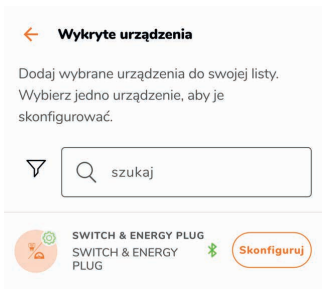 Wykryte urządzenia
Dodaj wybrane urządzenia do swojej listy.
Wybierz jedno urządzenie, aby je
skonfigurować.
szukaj
SWITCH & ENERGY PLUG
SWITCH & ENERGY
PLUG
Skonfiguruj